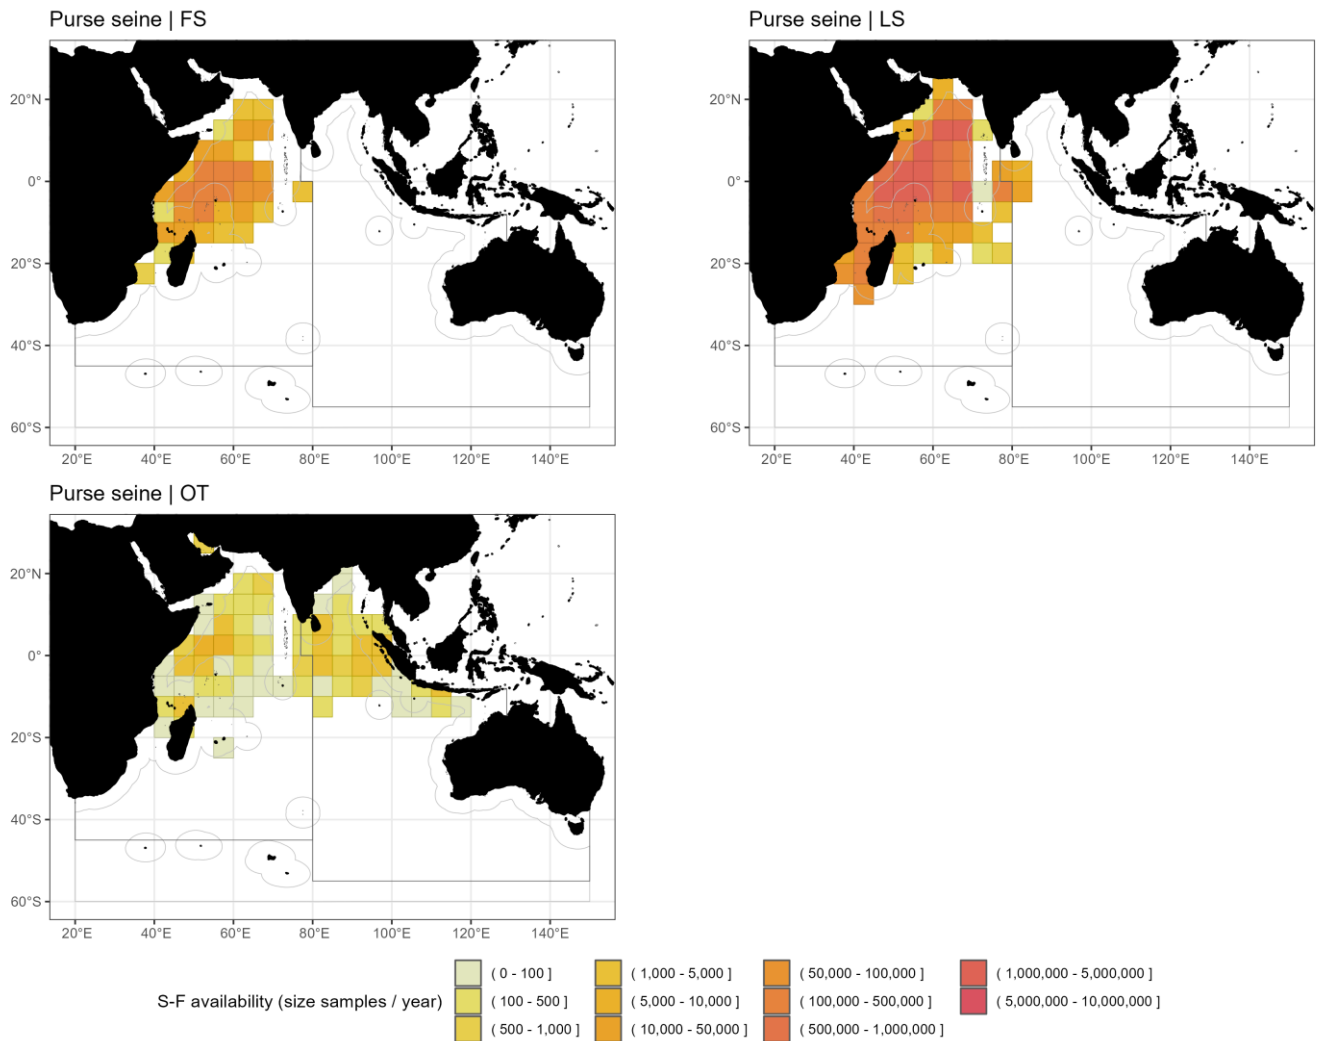 Purse seine | FS
Purse seine | LS
20°N
0°
20°S
40°S
60°S
20°E 40°E 60°E 80°E 100°E 120°E 140°E
20°N
0°
20°S
40°S
60°S
20°E 40°E 60°E 80°E 100°E 120°E 140°E
Purse seine | OT
20°N
0°
20°S
40°S
60°S
20°E 40°E 60°E 80°E 100°E 120°E 140°E
S-F availability (size samples / year)
( 0 - 100 ]
( 100 - 500 ]
( 500 - 1,000 ]
( 1,000 - 5,000 ]
( 5,000 - 10,000 ]
( 10,000 - 50,000 ]
( 50,000 - 100,000 ]
( 100,000 - 500,000 ]
( 500,000 - 1,000,000 ]
( 1,000,000 - 5,000,000 ]
( 5,000,000 - 10,000,000 ]